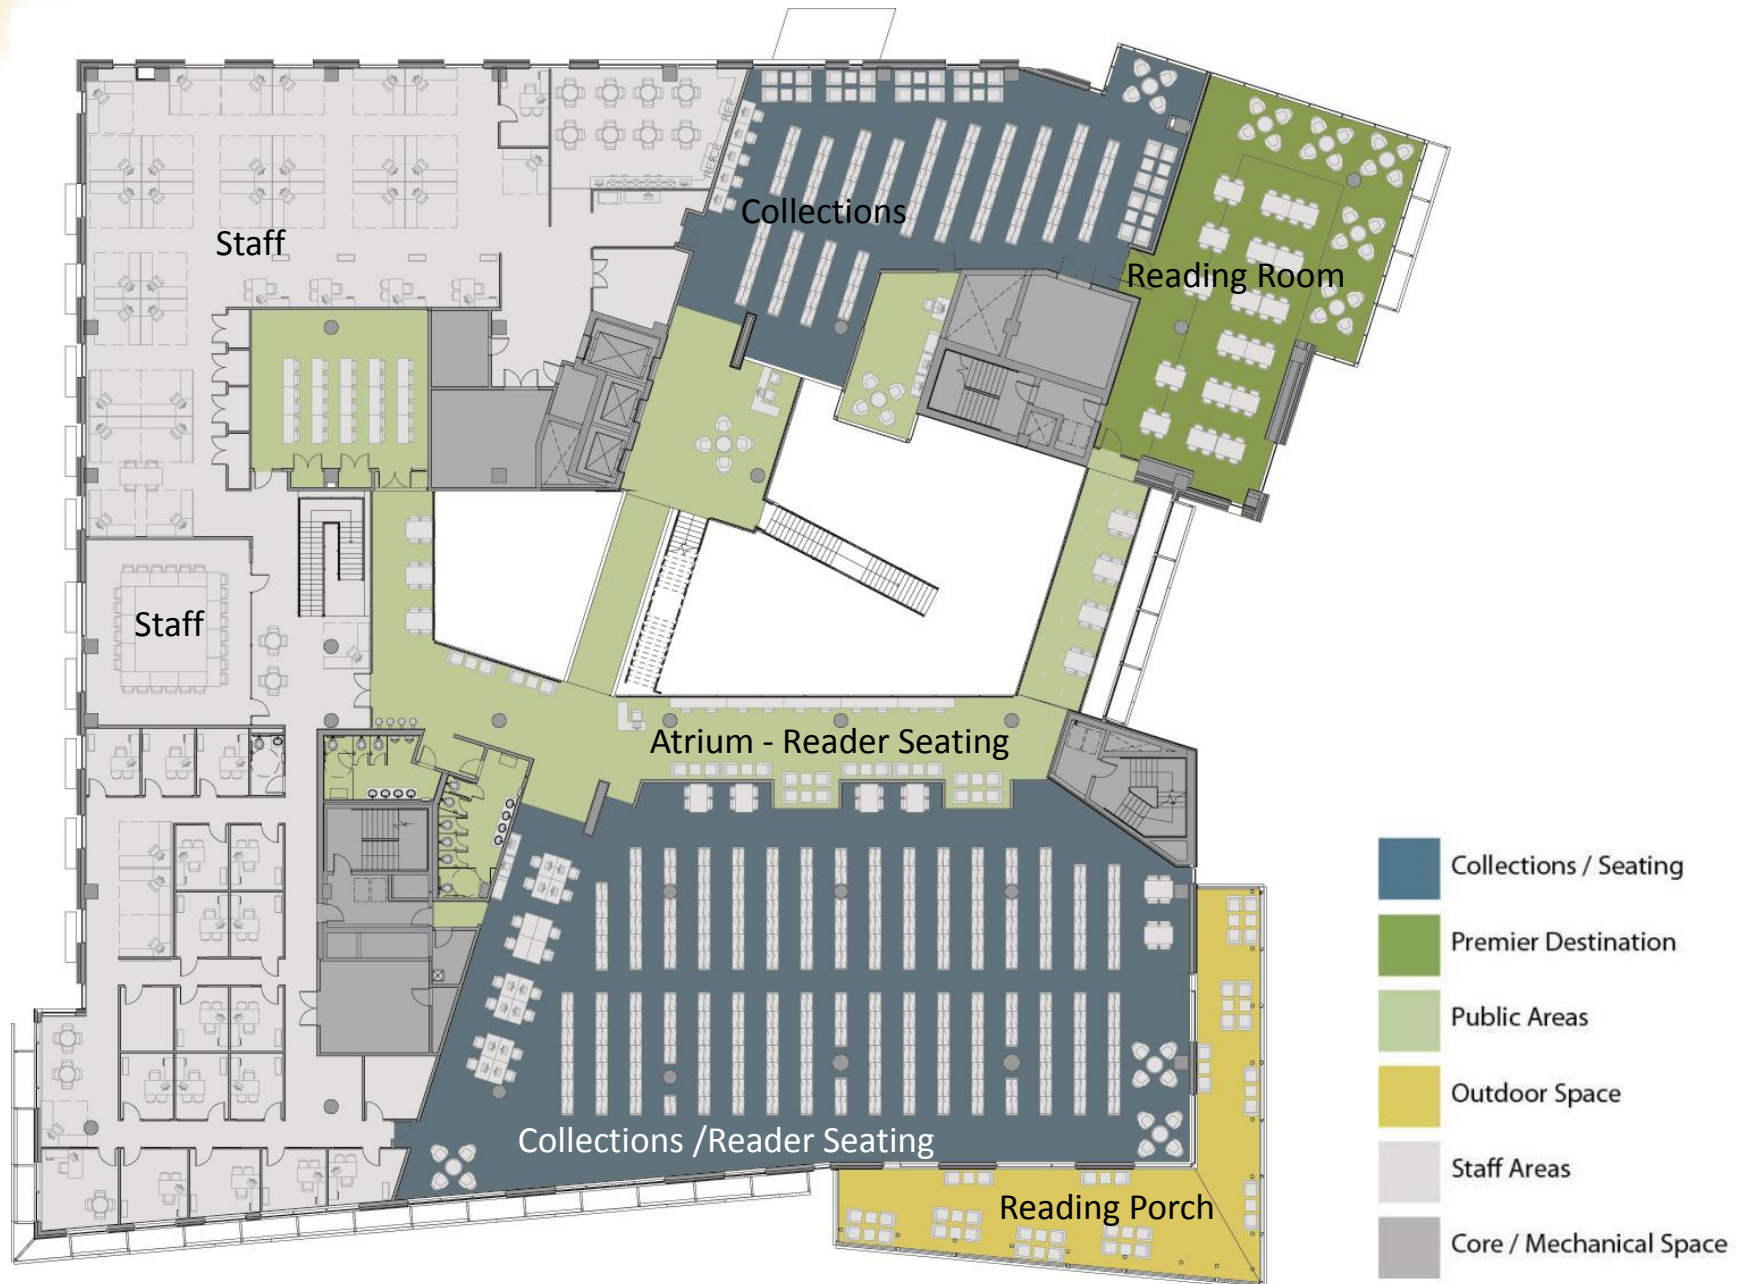 Staff
Collections
Reading Room
Staff
Atrium - Reader Seating
Collections /Reader Seating
Reading Porch
Collections / Seating
Premier Destination
Public Areas
Outdoor Space
Staff Areas
Core / Mechanical Space